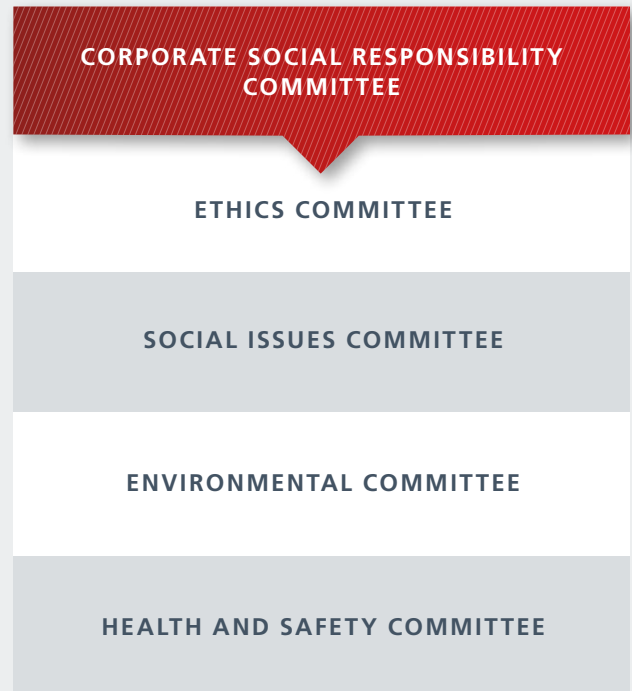 CORPORATE SOCIAL RESPONSIBILITY
COMMITTEE
ETHICS COMMITTEE
SOCIAL ISSUES COMMITTEE
ENVIRONMENTAL COMMITTEE
HEALTH AND SAFETY COMMITTEE